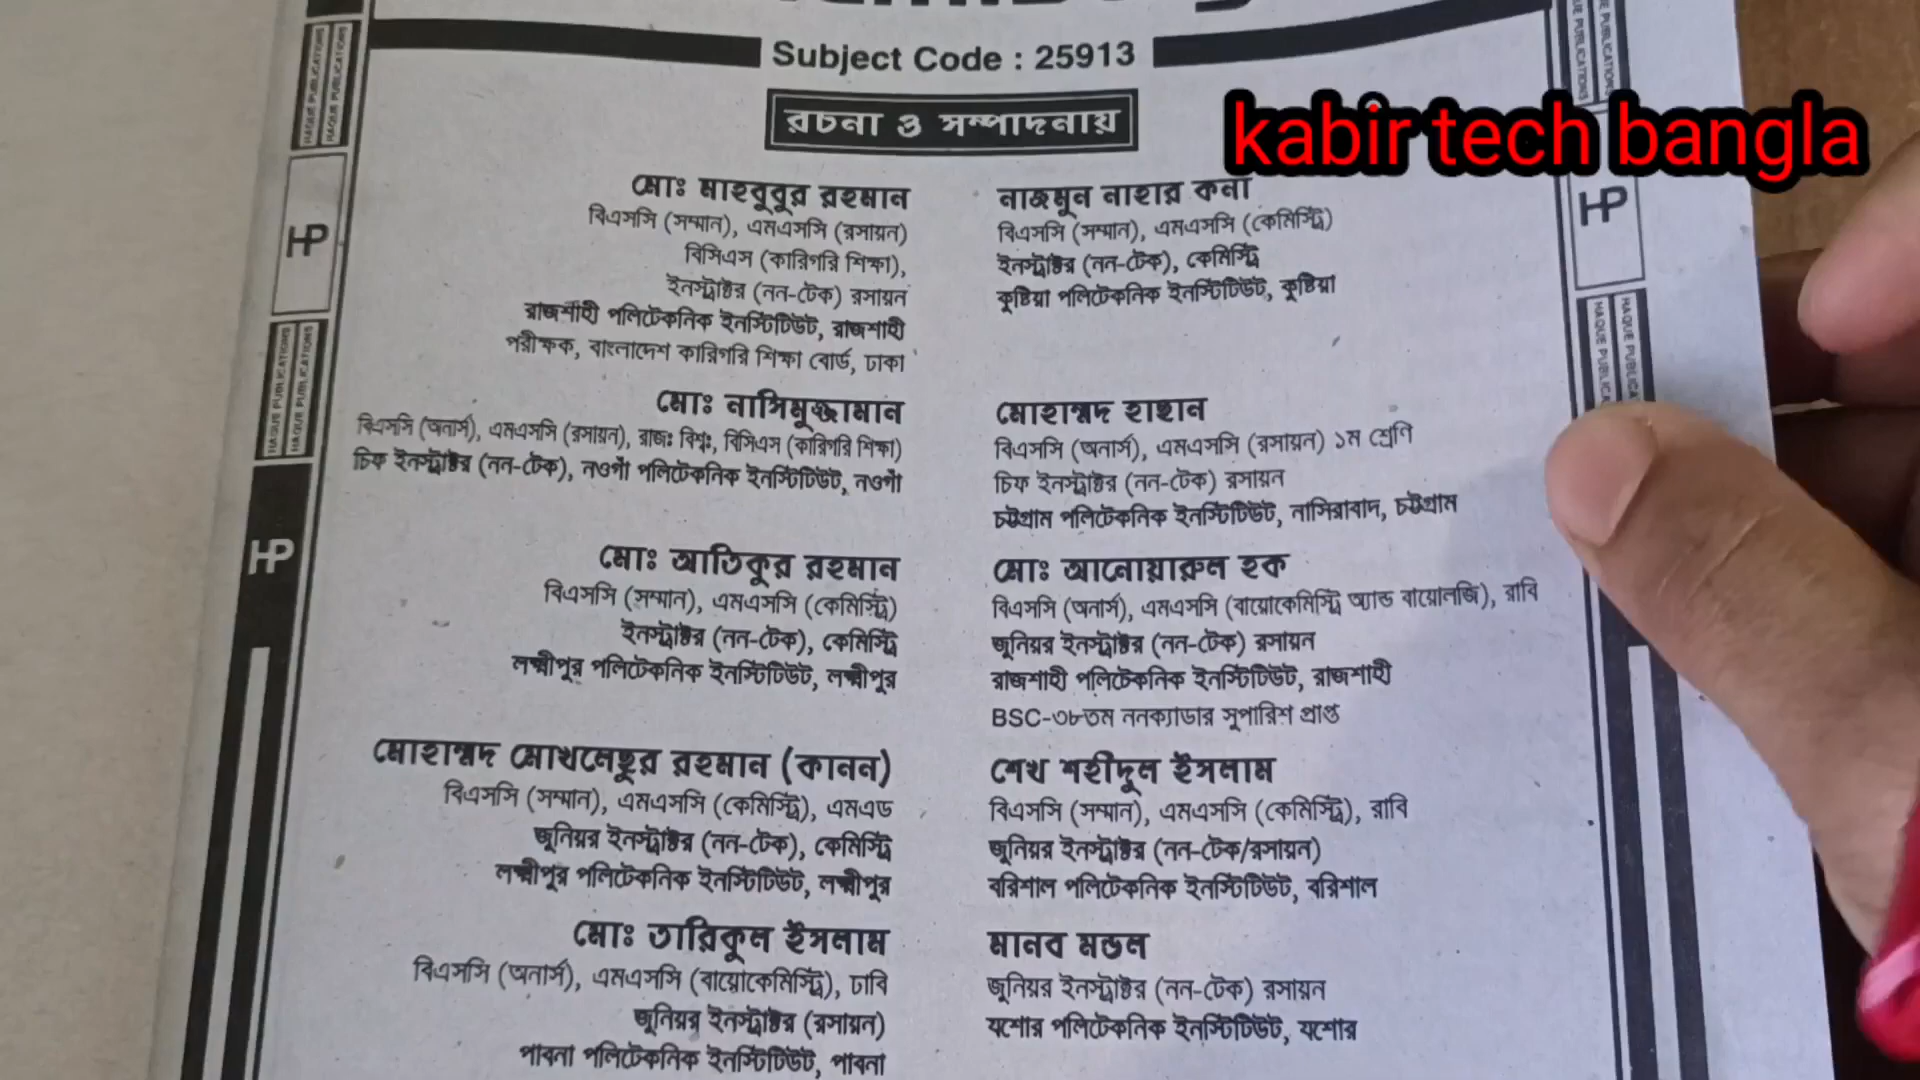 Subject Code : 25913
রচনা ও সম্পাদনায়
kabir tech bangla
মোঃ মাহবুবুর রহমান
বিএসসি (সম্মান), এমএসসি (রসায়ন)
বিসিএস (কারিগরি শিক্ষা),
ইনস্ট্রাক্টর (নন-টেক) রসায়ন
রাজশাহী পলিটেকনিক ইনস্টিটিউট, রাজশাহী
পরীক্ষক, বাংলাদেশ কারিগরি শিক্ষা বোর্ড, ঢাকা
নাজমুন নাহার কনা
বিএসসি (সম্মান), এমএসসি (কেমিস্ট্রি)
ইনস্ট্রাক্টর (নন-টেক), কেমিস্ট্রি
কুষ্টিয়া পলিটেকনিক ইনস্টিটিউট, কুষ্টিয়া
মোঃ নাসিমুজ্জামান
বিএসসি (অনার্স), এমএসসি (রসায়ন), রাজঃ বিশ্বঃ, বিসিএস (কারিগরি শিক্ষা)
চিফ ইনস্ট্রাক্টর (নন-টেক), নওগাঁ পলিটেকনিক ইনস্টিটিউট, নওগাঁ
মোহাম্মদ হাছান
বিএসসি (অনার্স), এমএসসি (রসায়ন) ১ম শ্রেণি
চিফ ইনস্ট্রাক্টর (নন-টেক) রসায়ন
চট্টগ্রাম পলিটেকনিক ইনস্টিটিউট, নাসিরাবাদ, চট্টগ্রাম
মোঃ আতিকুর রহমান
বিএসসি (সম্মান), এমএসসি (কেমিস্ট্রি)
ইনস্ট্রাক্টর (নন-টেক), কেমিস্ট্রি
লক্ষ্মীপুর পলিটেকনিক ইনস্টিটিউট, লক্ষ্মীপুর
মোঃ আনোয়ারুল হক
বিএসসি (অনার্স), এমএসসি (বায়োকেমিস্ট্রি অ্যান্ড বায়োলজি), রাবি
জুনিয়র ইনস্ট্রাক্টর (নন-টেক) রসায়ন
রাজশাহী পলিটেকনিক ইনস্টিটিউট, রাজশাহী
BSC-৩৮তম ননক্যাডার সুপারিশ প্রাপ্ত
মোহাম্মদ মোখলেছুর রহমান (কানন)
বিএসসি (সম্মান), এমএসসি (কেমিস্ট্রি), এমএড
জুনিয়র ইনস্ট্রাক্টর (নন-টেক), কেমিস্ট্রি
লক্ষ্মীপুর পলিটেকনিক ইনস্টিটিউট, লক্ষ্মীপুর
শেখ শহীদুল ইসলাম
বিএসসি (সম্মান), এমএসসি (কেমিস্ট্রি), রাবি
জুনিয়র ইনস্ট্রাক্টর (নন-টেক/রসায়ন)
বরিশাল পলিটেকনিক ইনস্টিটিউট, বরিশাল
মোঃ তারিকুল ইসলাম
বিএসসি (অনার্স), এমএসসি (বায়োকেমিস্ট্রি), ঢাবি
জুনিয়র ইনস্ট্রাক্টর (রসায়ন)
পাবনা পলিটেকনিক ইনস্টিটিউট, পাবনা
মানব মন্ডল
জুনিয়র ইনস্ট্রাক্টর (নন-টেক) রসায়ন
যশোর পলিটেকনিক ইনস্টিটিউট, যশোর
HAQUE PUBLICATIONS
HAQUE PUBLICATIONS
HP
HAQUE PUBLICATIONS
HAQUE PUBLICATIONS
HP
HP